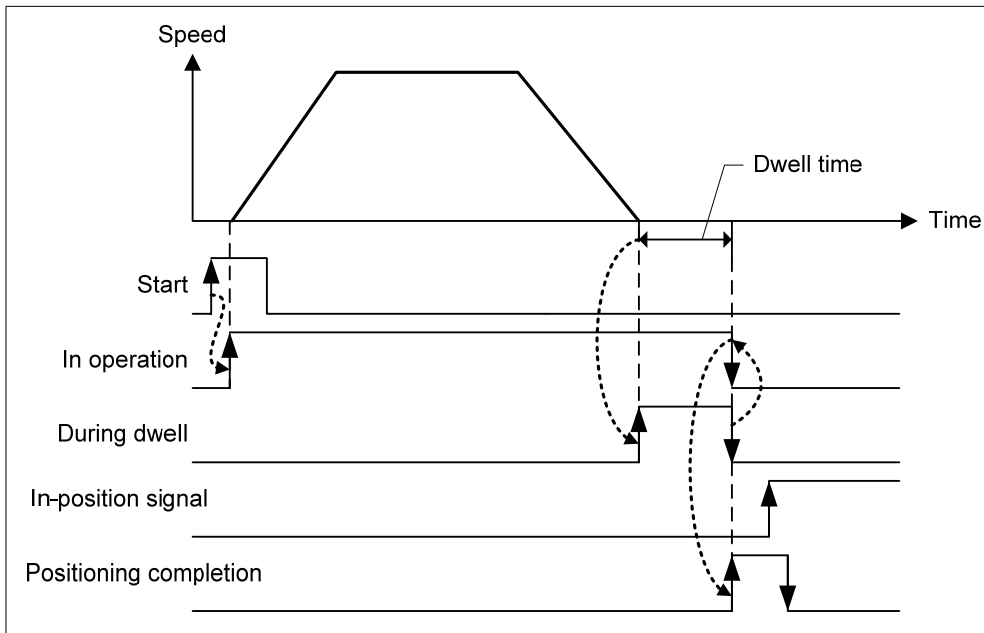 Speed
Dwell time
Time
Start
In operation
During dwell
In-position signal
Positioning completion